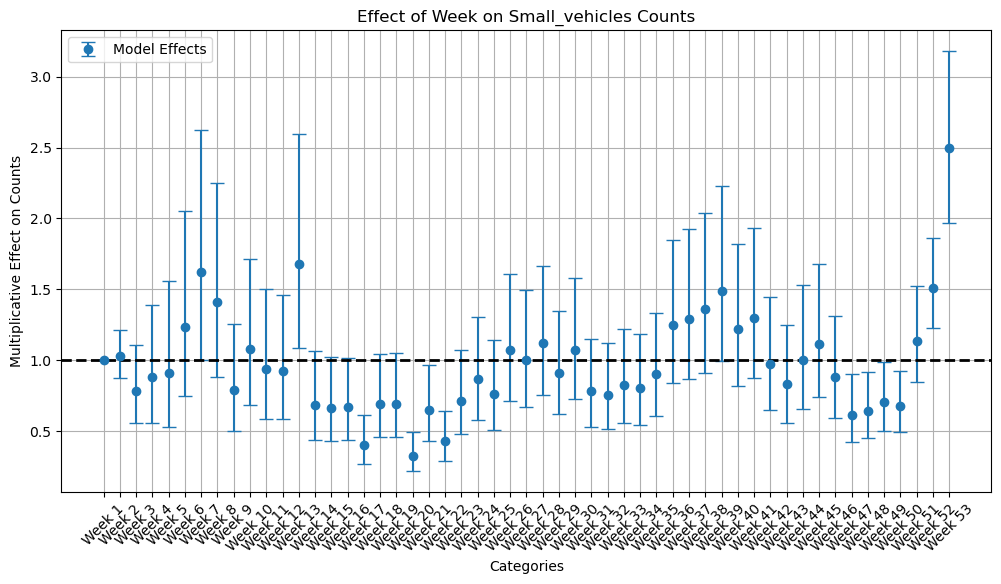 Effect of Week on Small_vehicles Counts
Model Effects
Multiplicative Effect on Counts
3.0
2.5
2.0
1.5
1.0
0.5
Week 1
Week 2
Week 3
Week 4
Week 5
Week 6
Week 7
Week 8
Week 9
Week 10
Week 11
Week 12
Week 13
Week 14
Week 15
Week 16
Week 17
Week 18
Week 19
Week 20
Week 21
Week 22
Week 23
Week 24
Week 25
Week 26
Week 27
Week 28
Week 29
Week 30
Week 31
Week 32
Week 33
Week 34
Week 35
Week 36
Week 37
Week 38
Week 39
Week 40
Week 41
Week 42
Week 43
Week 44
Week 45
Week 46
Week 47
Week 48
Week 49
Week 50
Week 51
Week 52
Week 53
Categories